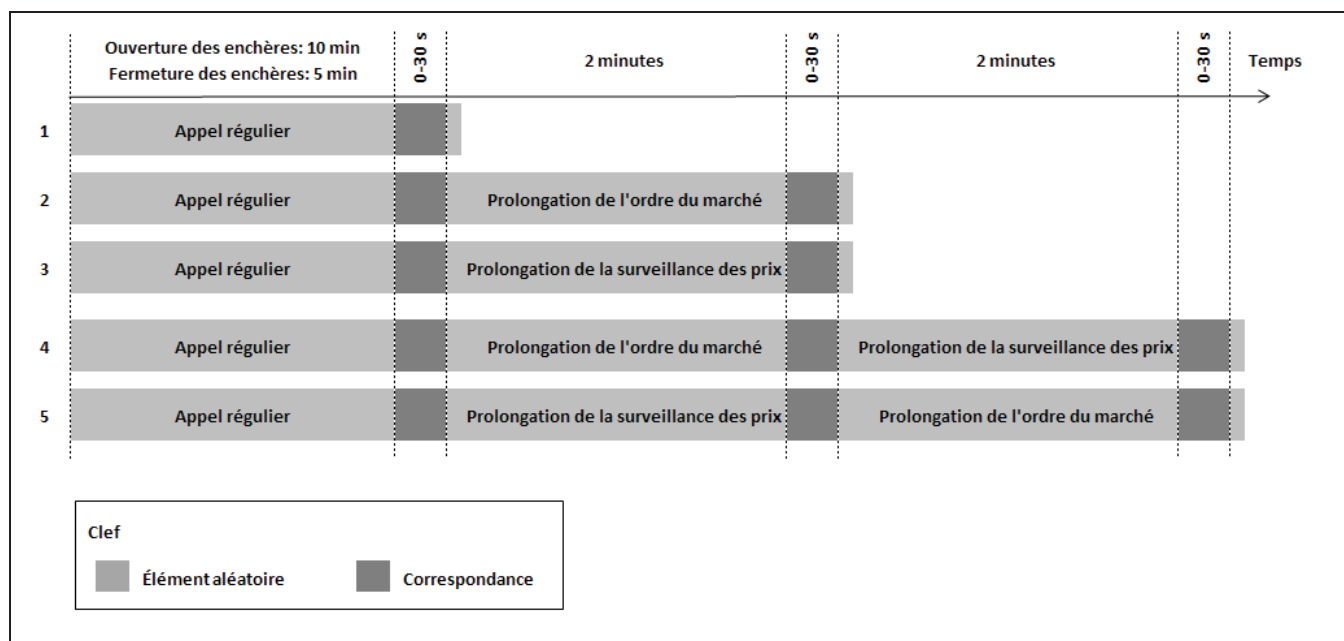 Ouverture des enchères: 10 min
Fermeture des enchères: 5 min
0-30 s
2 minutes
0-30 s
2 minutes
0-30 s
Temps
1
Appel régulier
2
Appel régulier
Prolongation de l'ordre du marché
3
Appel régulier
Prolongation de la surveillance des prix
4
Appel régulier
Prolongation de l'ordre du marché
Prolongation de la surveillance des prix
5
Appel régulier
Prolongation de la surveillance des prix
Prolongation de l'ordre du marché
Clef
Élément aléatoire
Correspondance